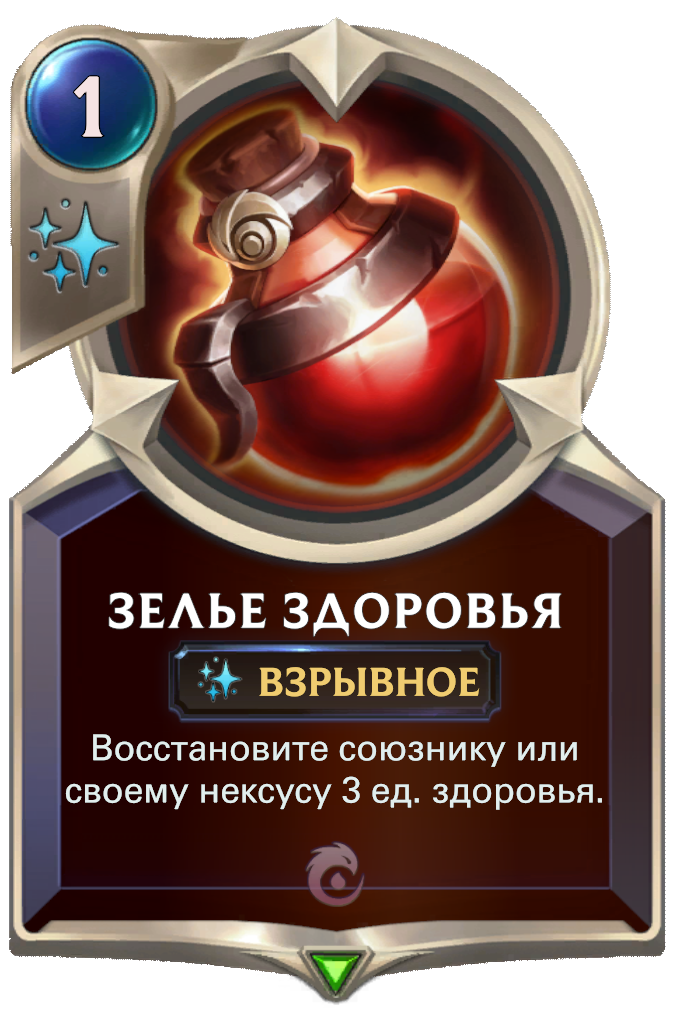 1
ЗЕЛЬЕ ЗДОРОВЬЯ
ВЗРЫВНОЕ
Восстановите союзнику или
своему нексусу 3 ед. здоровья.